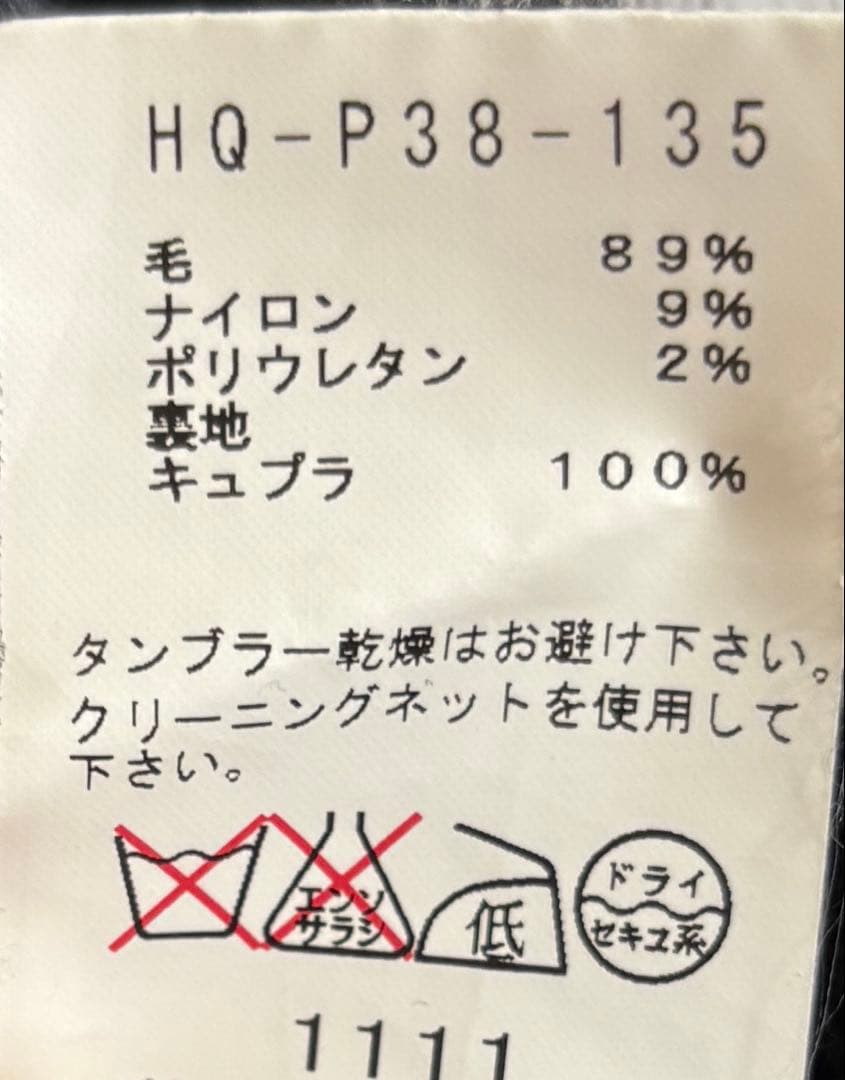 HQ-P38-135
毛 89%
ナイロン 9%
ポリウレタン 2%
裏地
キュプラ 100%
タンブラー乾燥はお避け下さい。
クリーニングネットを使用して
下さい。
エンソ
サラシ
低
ドライ
セキユ系
1111